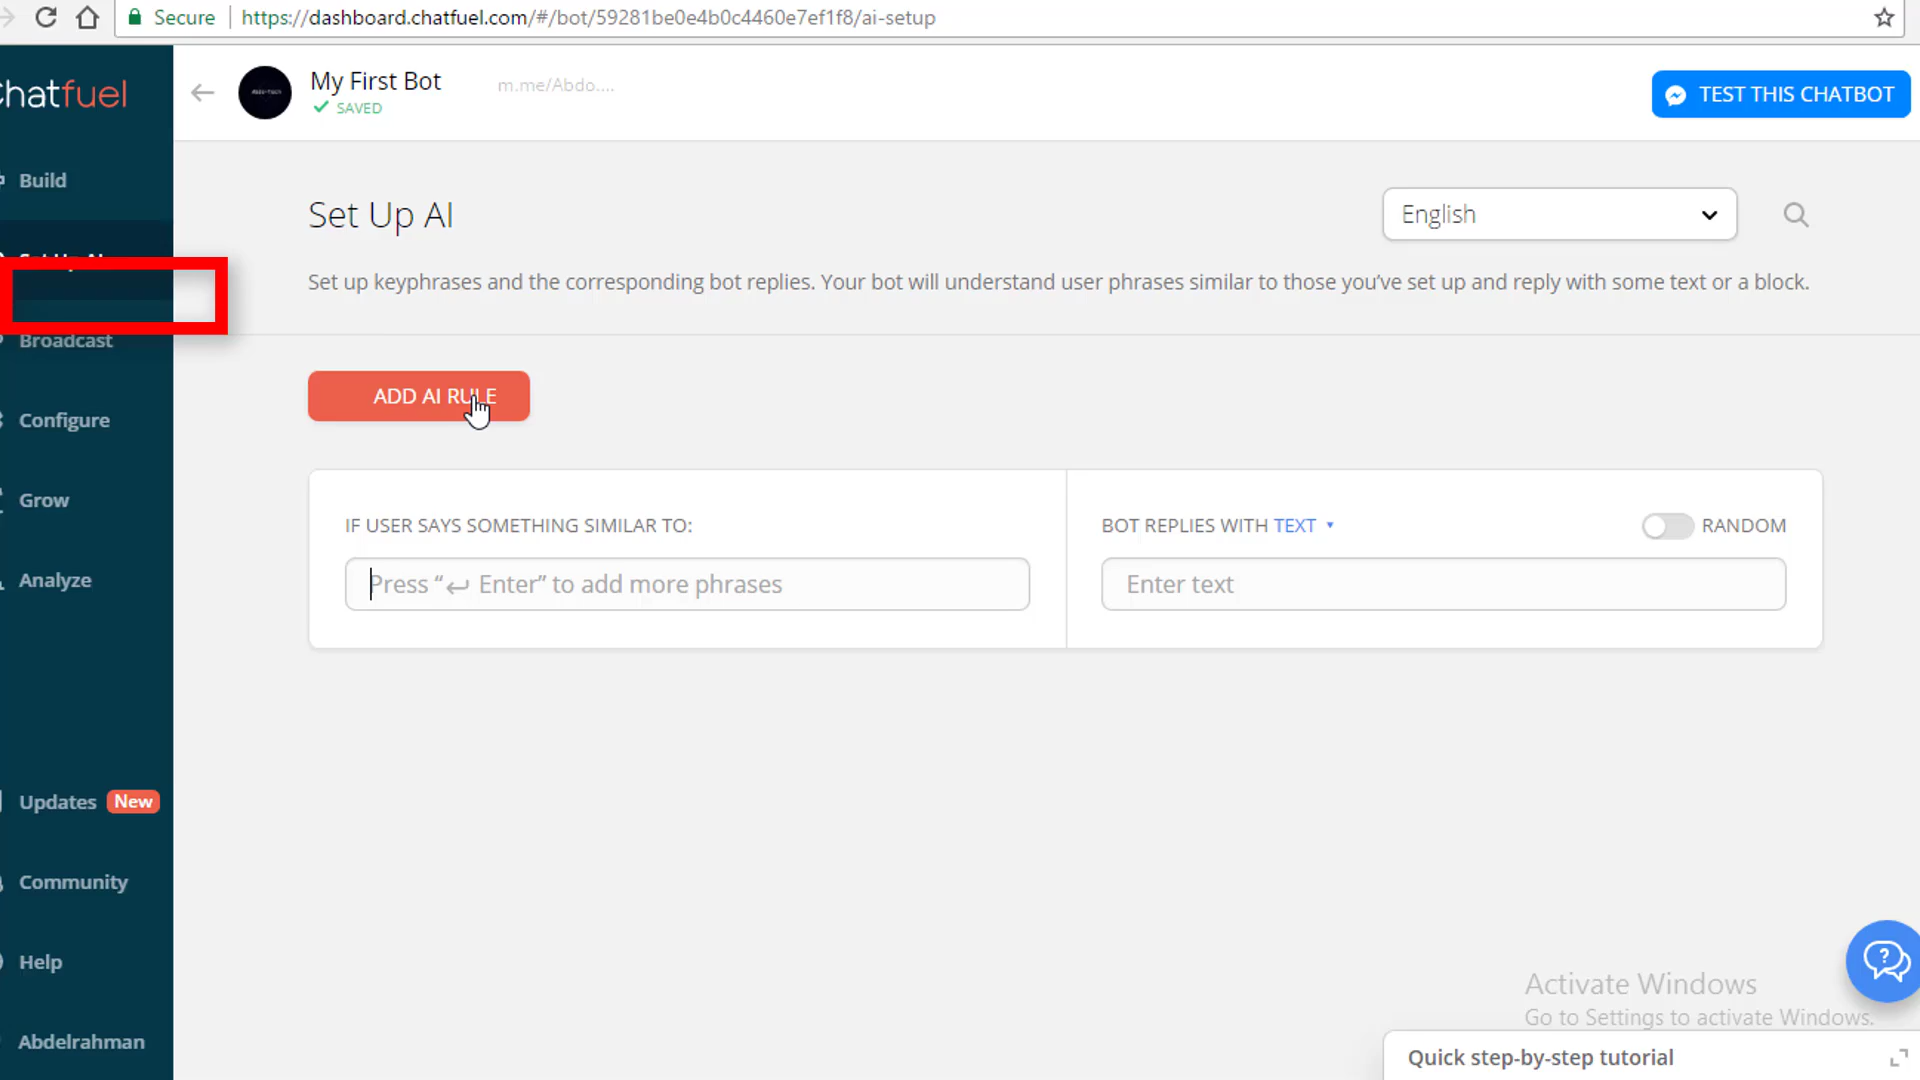 Secure https://dashboard.chatfuel.com/#/bot/59281be0e4b0c4460e7ef1f8/ai-setup
Chatfuel
My First Bot
m.me/Abdo....
SAVED
TEST THIS CHATBOT
Build
Set Up AI
Broadcast
Configure
Grow
Analyze
Updates New
Community
Help
Abdelrahman
Set Up AI
English
Set up keyphrases and the corresponding bot replies. Your bot will understand user phrases similar to those you’ve set up and reply with some text or a block.
ADD AI RULE
IF USER SAYS SOMETHING SIMILAR TO:
Press “↵ Enter” to add more phrases
BOT REPLIES WITH TEXT
RANDOM
Enter text
Activate Windows
Go to Settings to activate Windows.
Quick step-by-step tutorial